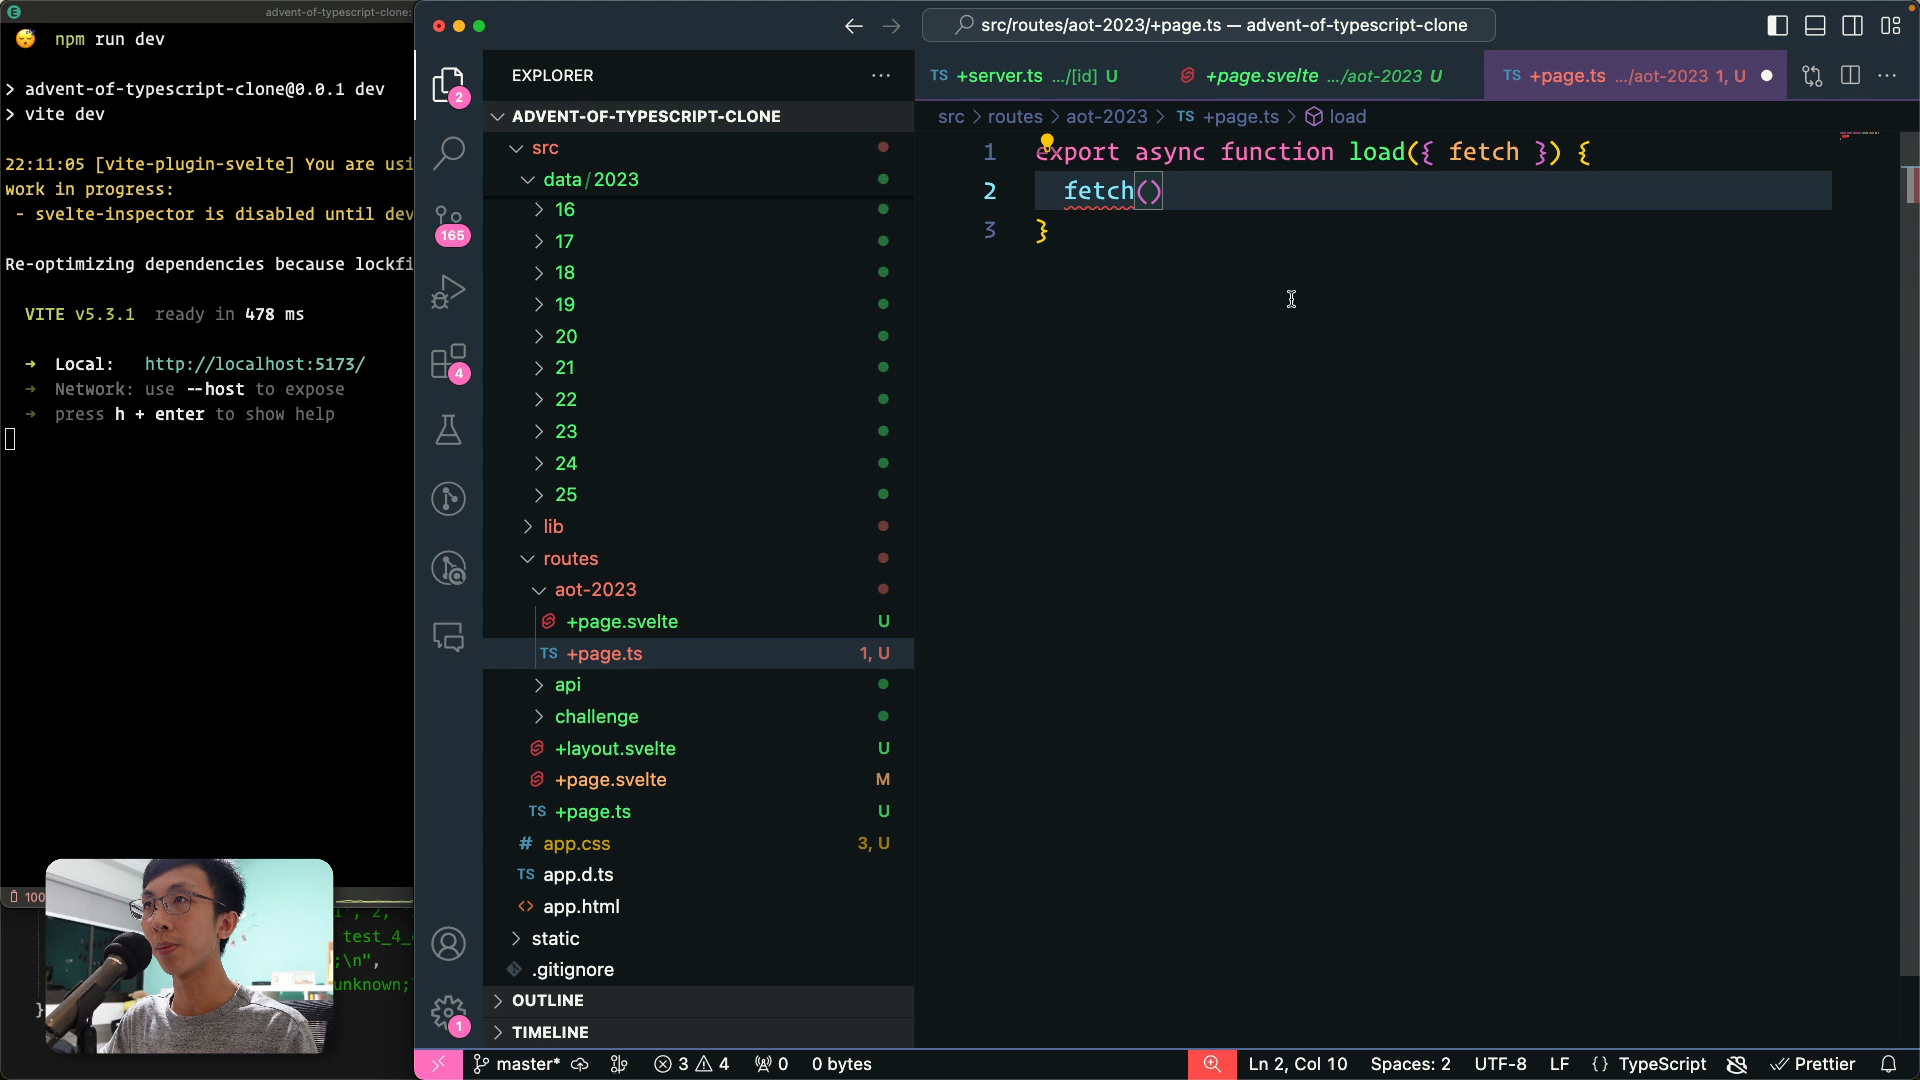 advent-of-typescript-clone:
npm run dev
> advent-of-typescript-clone@0.0.1 dev
> vite dev
22:11:05 [vite-plugin-svelte] You are usi
work in progress:
- svelte-inspector is disabled until dev
Re-optimizing dependencies because lockfi
VITE v5.3.1 ready in 478 ms
➜ Local: http://localhost:5173/
➜ Network: use --host to expose
➜ press h + enter to show help
100
test_4_
;\n",
unknown;
}
src/routes/aot-2023/+page.ts — advent-of-typescript-clone
2
165
4
1
EXPLORER
ADVENT-OF-TYPESCRIPT-CLONE
src
data/2023
16
17
18
19
20
21
22
23
24
25
lib
routes
aot-2023
+page.svelte U
TS +page.ts 1, U
api
challenge
+layout.svelte U
+page.svelte M
TS +page.ts U
# app.css 3, U
TS app.d.ts
<> app.html
static
.gitignore
OUTLINE
TIMELINE
TS +server.ts .../[id] U
+page.svelte .../aot-2023 U
TS +page.ts .../aot-2023 1, U
src > routes > aot-2023 > TS +page.ts > load
1 export async function load({ fetch }) {
2 fetch()
3 }
master* 3 4 0 0 bytes
Ln 2, Col 10 Spaces: 2 UTF-8 LF {} TypeScript Prettier